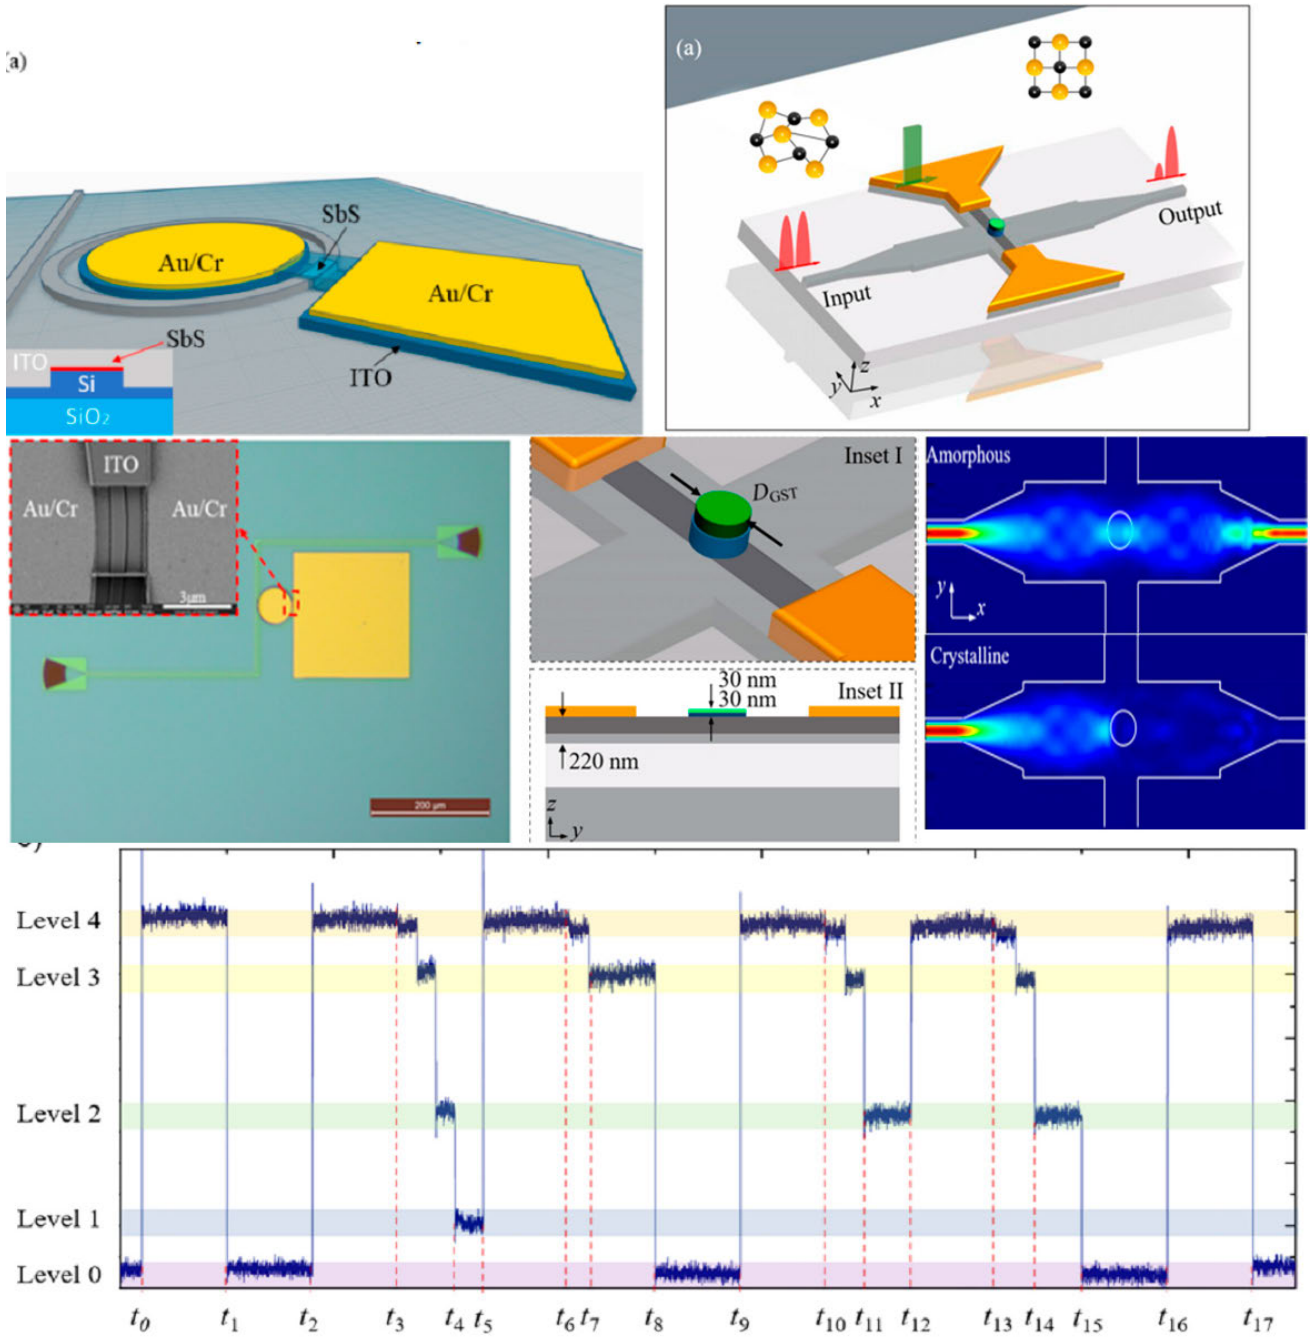 (a)
SbS
Au/Cr
Au/Cr
SbS
ITO
ITO
Si
SiO₂
(a)
Output
Input
z
y
x
ITO
Au/Cr
Au/Cr
3μm
200 μm
Inset I
D_GST
30 nm
30 nm
Inset II
220 nm
z
y
Amorphous
y
x
Crystalline
Level 4
Level 3
Level 2
Level 1
Level 0
t₀ t₁ t₂ t₃ t₄ t₅ t₆ t₇ t₈ t₉ t₁₀ t₁₁ t₁₂ t₁₃ t₁₄ t₁₅ t₁₆ t₁₇